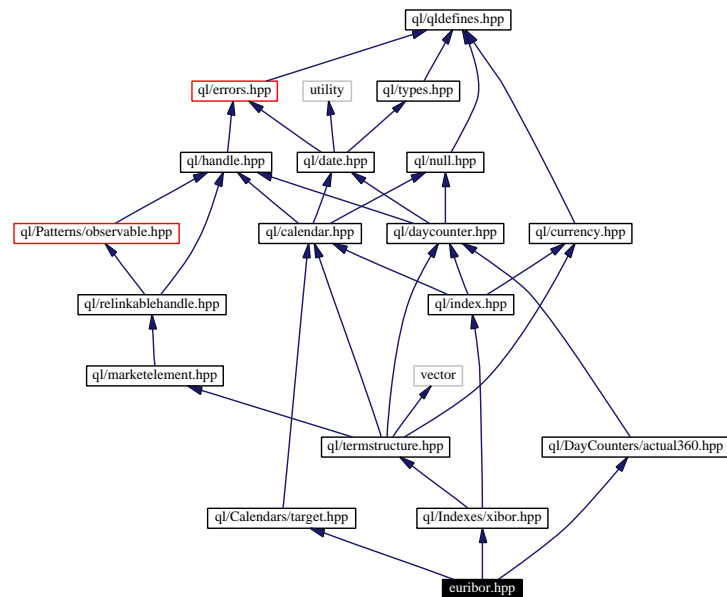 ql/qldefines.hpp
ql/errors.hpp
utility
ql/types.hpp
ql/handle.hpp
ql/date.hpp
ql/null.hpp
ql/Patterns/observable.hpp
ql/calendar.hpp
ql/daycounter.hpp
ql/currency.hpp
ql/relinkablehandle.hpp
ql/index.hpp
ql/marketelement.hpp
vector
ql/termstructure.hpp
ql/DayCounters/actual360.hpp
ql/Calendars/target.hpp
ql/Indexes/xibor.hpp
euribor.hpp